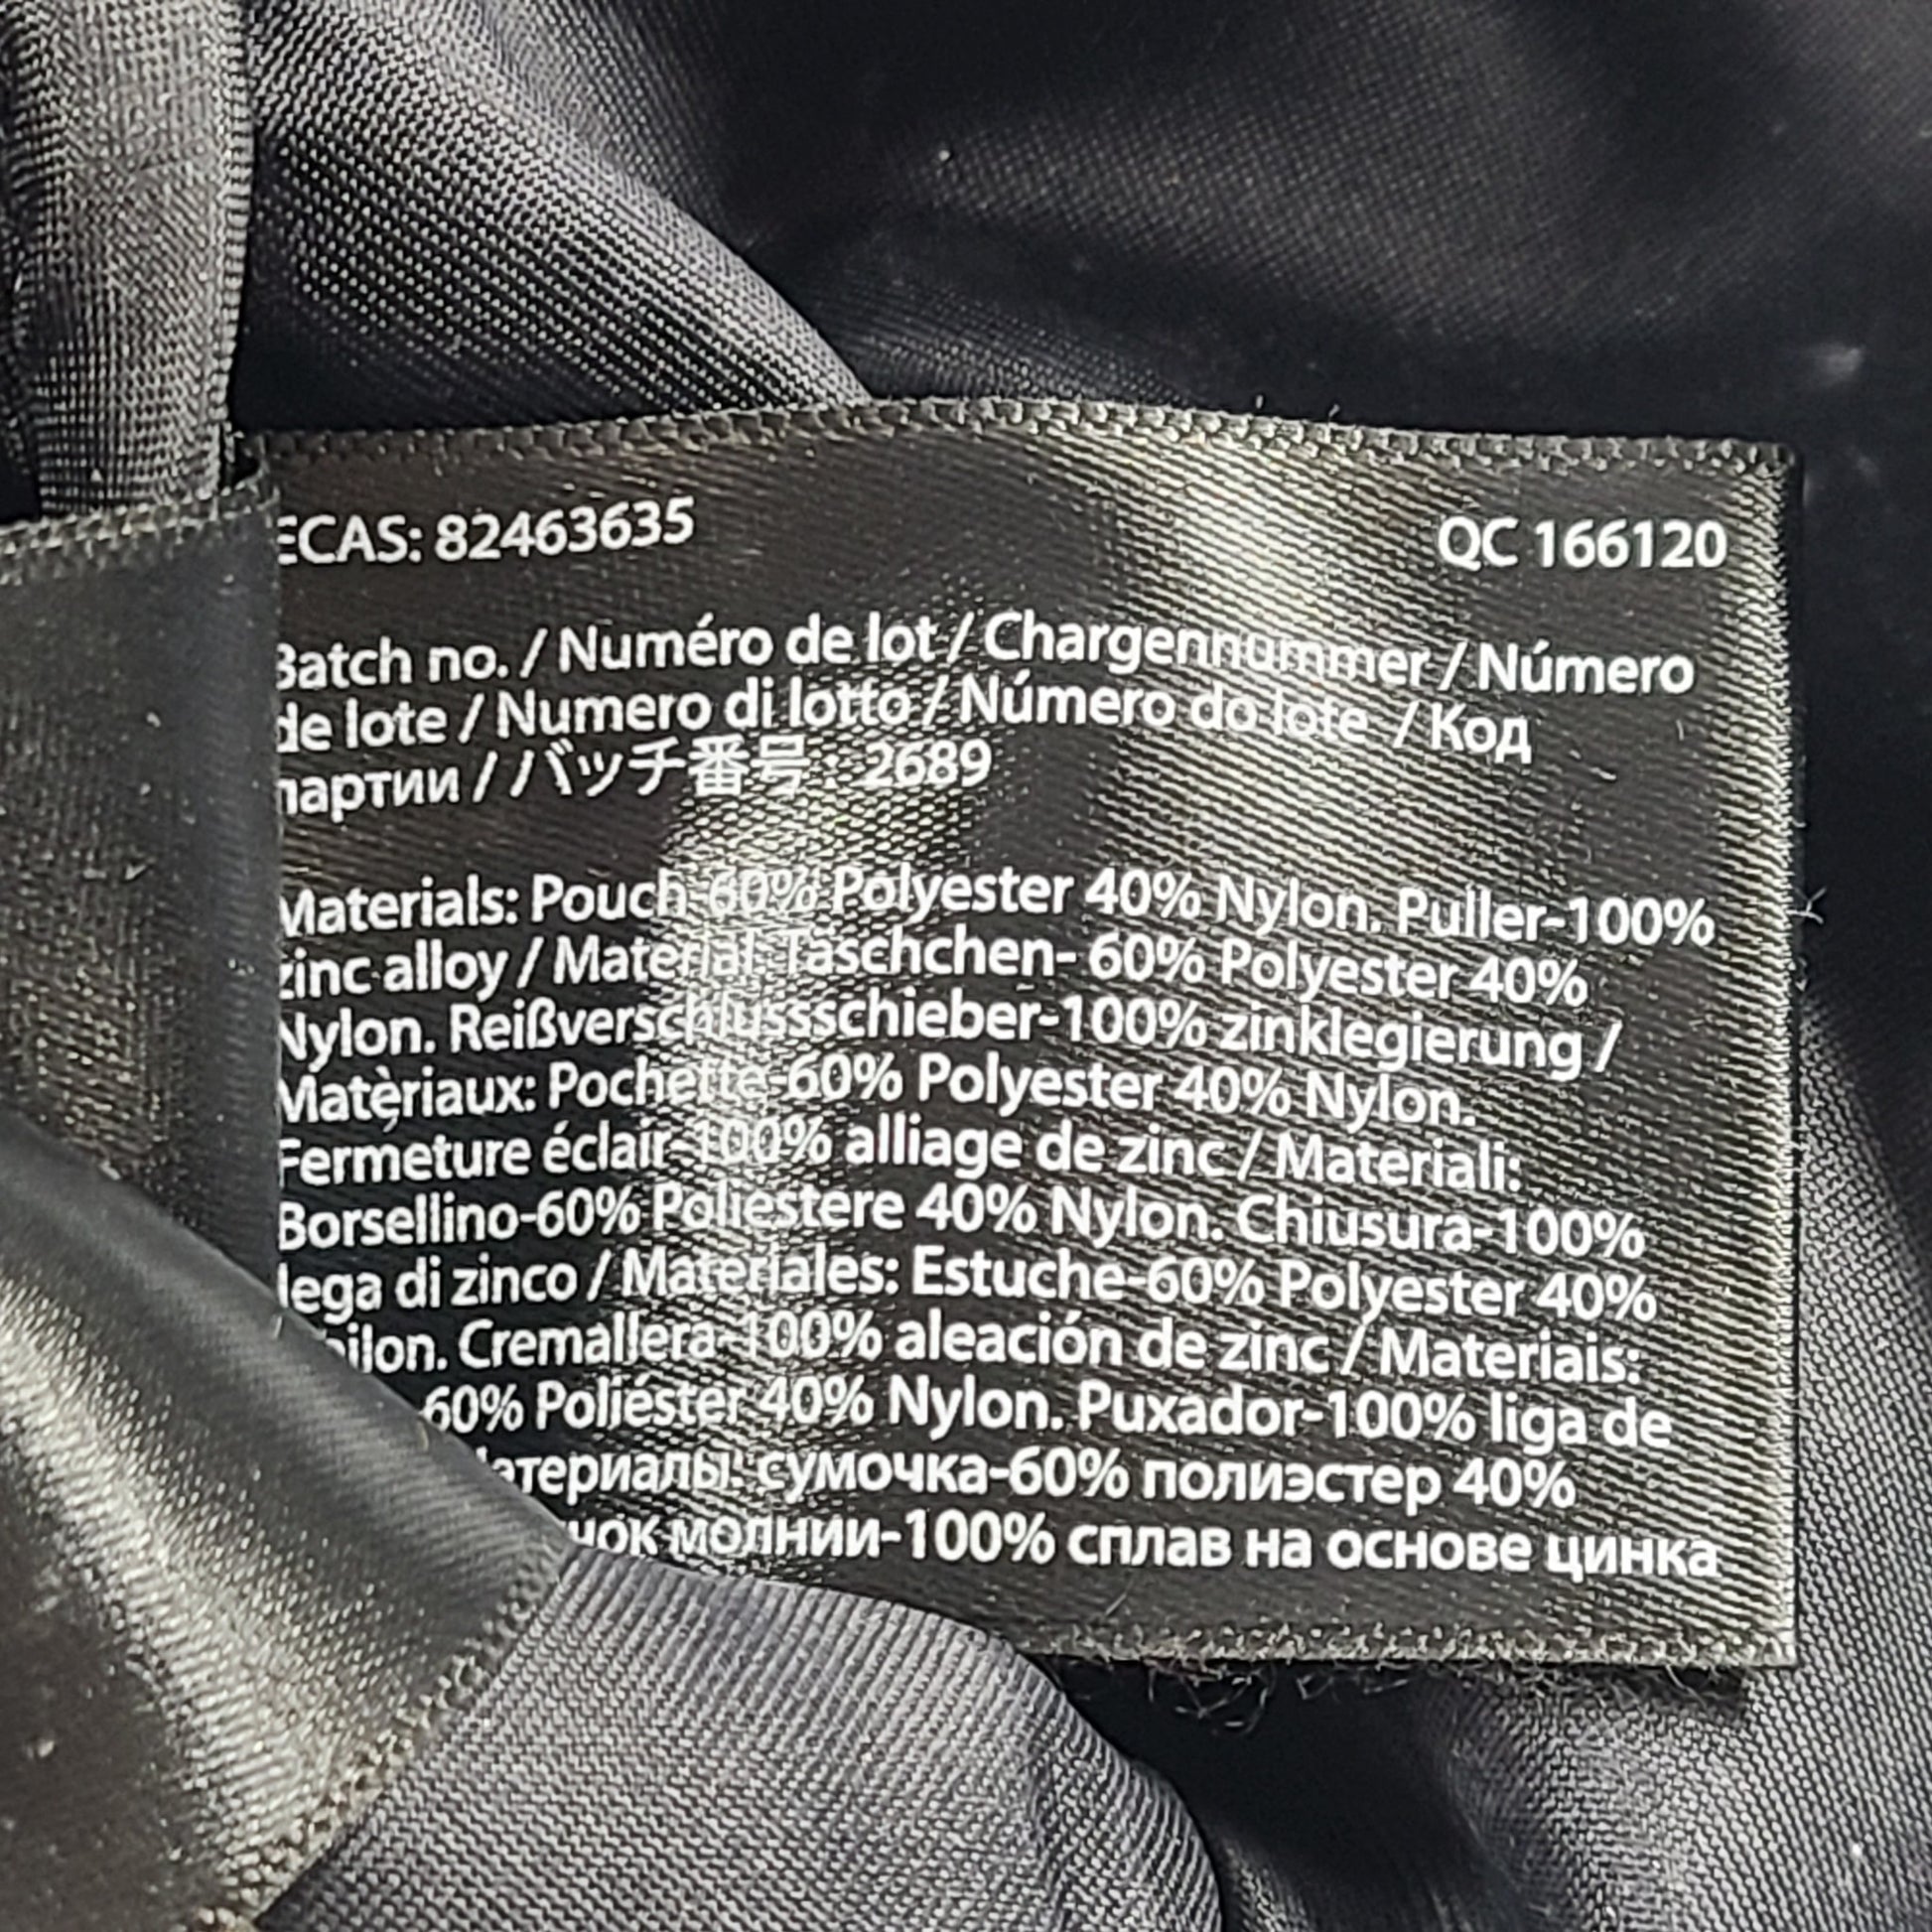 ECAS: 82463635 QC 166120
Batch no. / Numéro de lot / Chargennummer / Número
de lote / Numero di lotto / Número do lote / Код
партии / バッチ番号 : 2689
Materials: Pouch-60% Polyester 40% Nylon. Puller-100%
zinc alloy / Material: Täschchen- 60% Polyester 40%
Nylon. Reißverschlussschieber-100% zinklegierung /
Matèriaux: Pochette-60% Polyester 40% Nylon.
Fermeture éclair-100% alliage de zinc / Materiali:
Borsellino-60% Poliestere 40% Nylon. Chiusura-100%
lega di zinco / Materiales: Estuche-60% Polyester 40%
Cremallera-100% aleación de zinc / Materiais:
-60% Poliéster 40% Nylon. Puxador-100% liga de
сумочка-60% полиэстер 40%
молнии-100% сплав на основе цинка